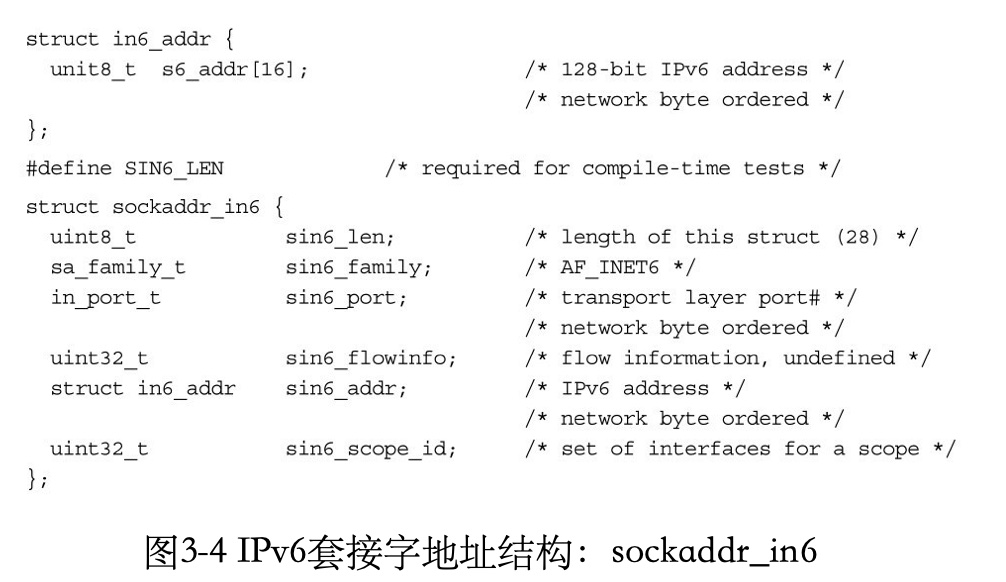 struct in6_addr {
unit8_t s6_addr[16]; /* 128-bit IPv6 address */
/* network byte ordered */
};
#define SIN6_LEN /* required for compile-time tests */
struct sockaddr_in6 {
uint8_t sin6_len; /* length of this struct (28) */
sa_family_t sin6_family; /* AF_INET6 */
in_port_t sin6_port; /* transport layer port# */
/* network byte ordered */
uint32_t sin6_flowinfo; /* flow information, undefined */
struct in6_addr sin6_addr; /* IPv6 address */
/* network byte ordered */
uint32_t sin6_scope_id; /* set of interfaces for a scope */
};
图3-4 IPv6套接字地址结构：sockaddr_in6